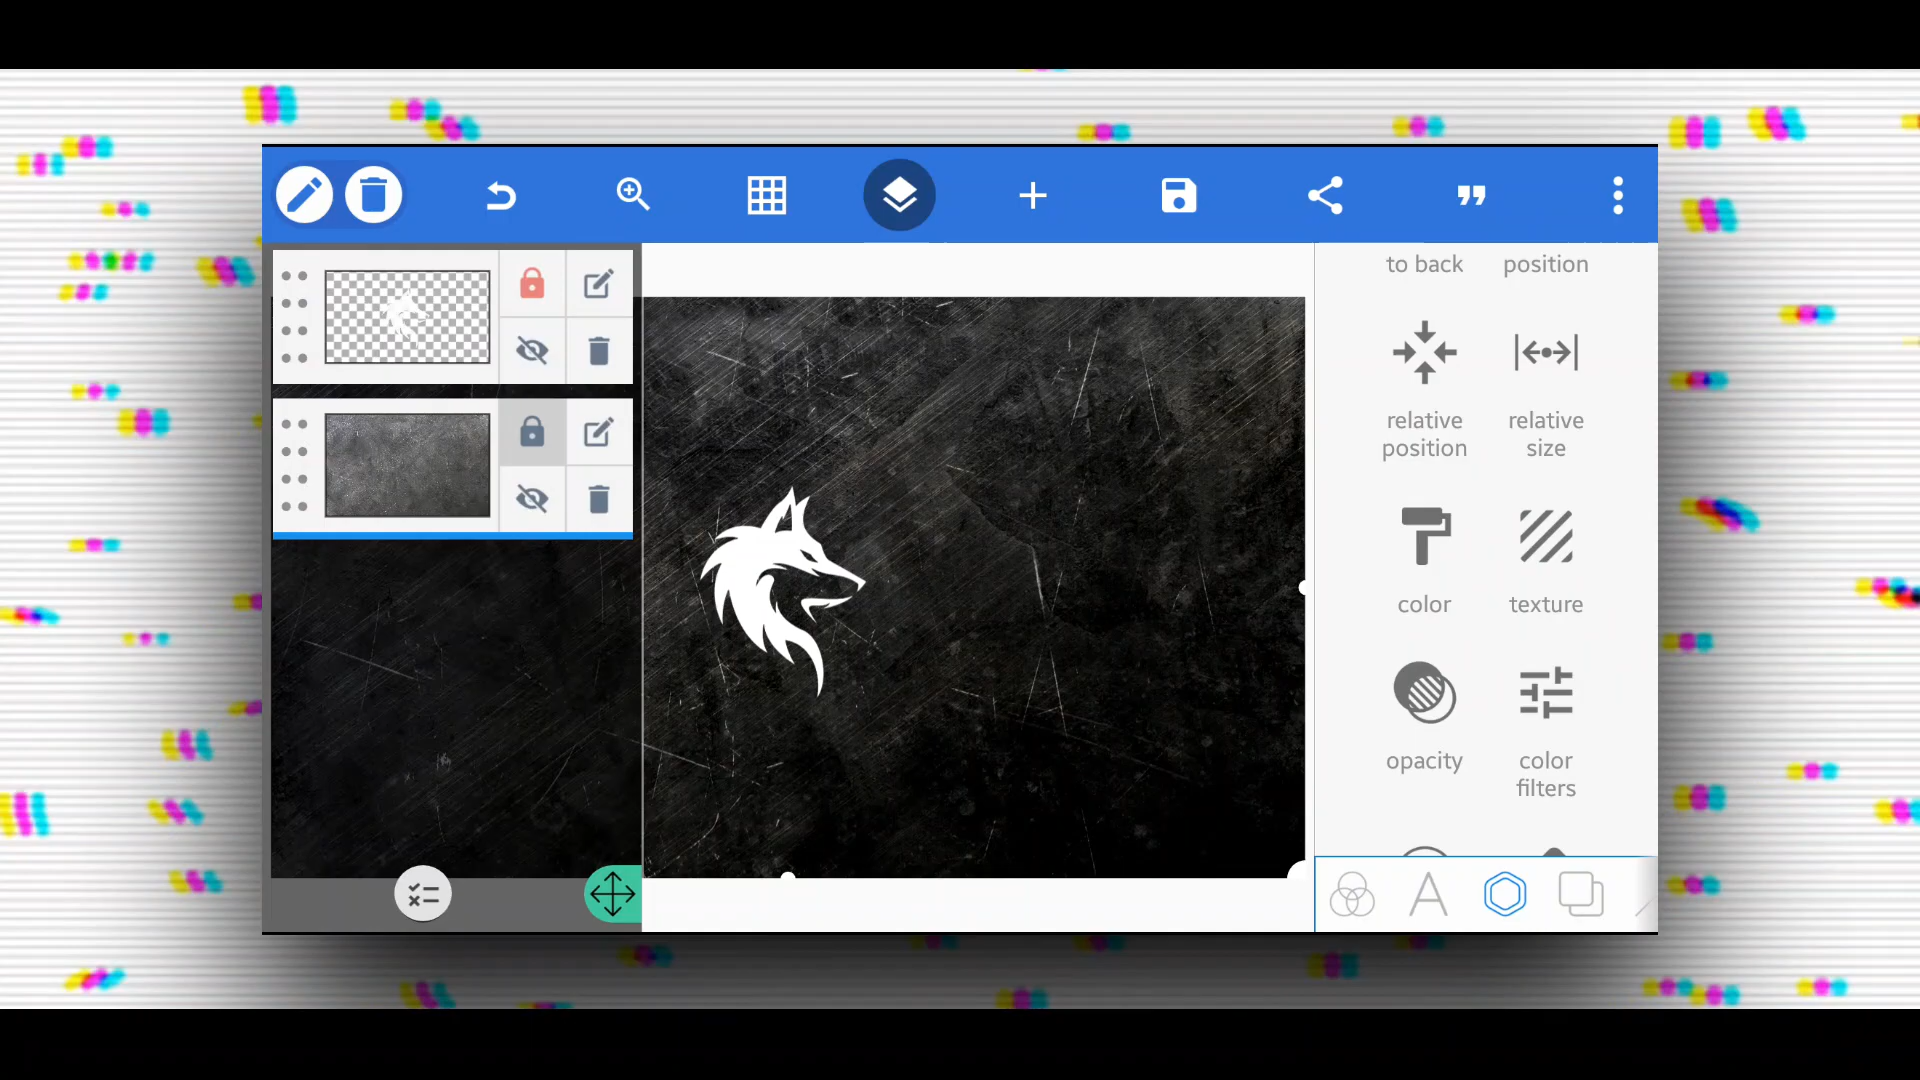 to back position
relative position
relative size
color texture
opacity
color filters